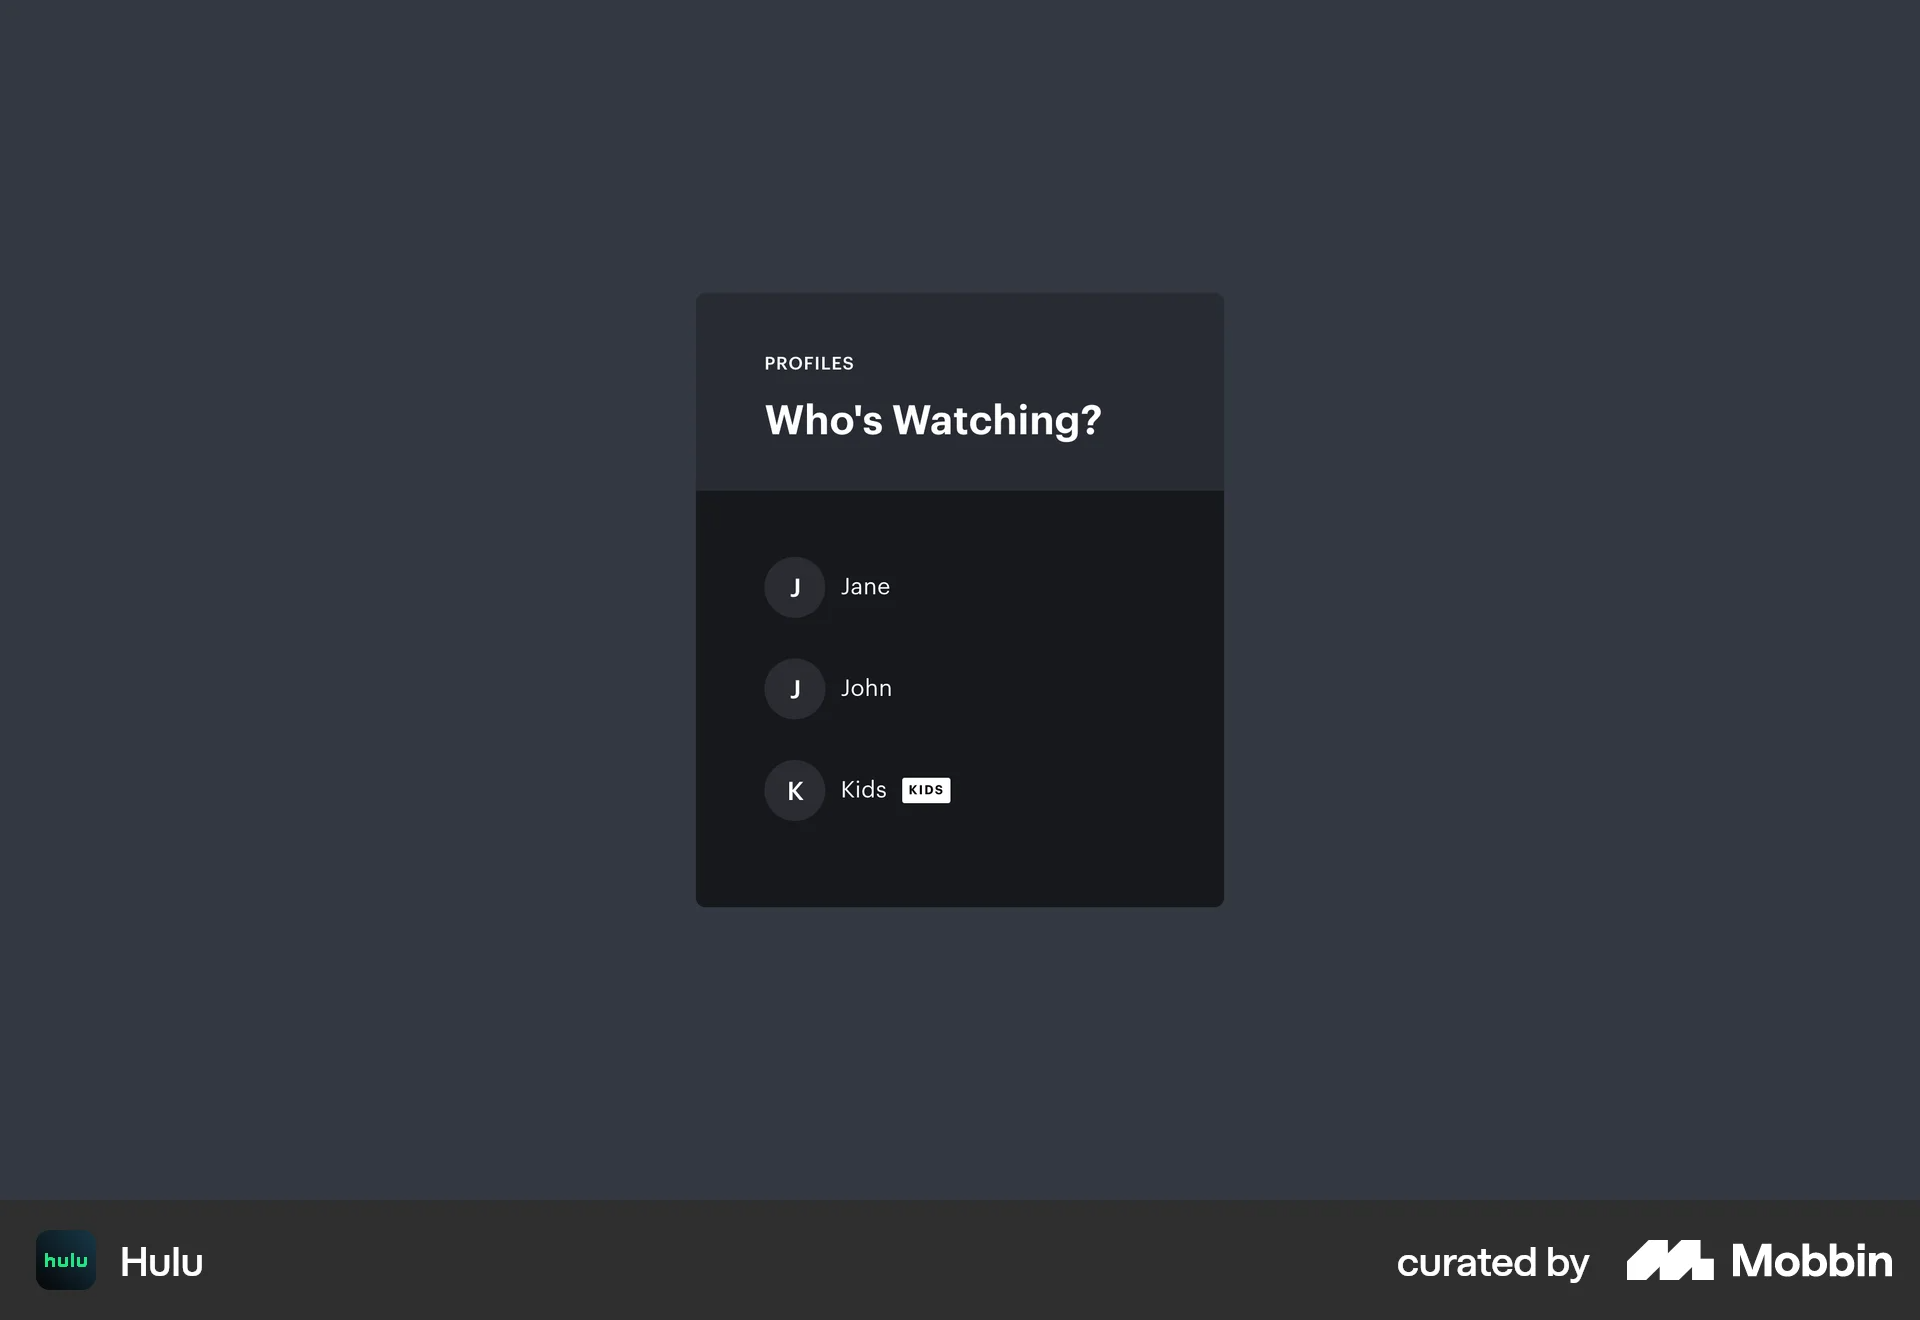 PROFILES
Who's Watching?
J Jane
J John
K Kids KIDS
hulu Hulu
curated by Mobbin